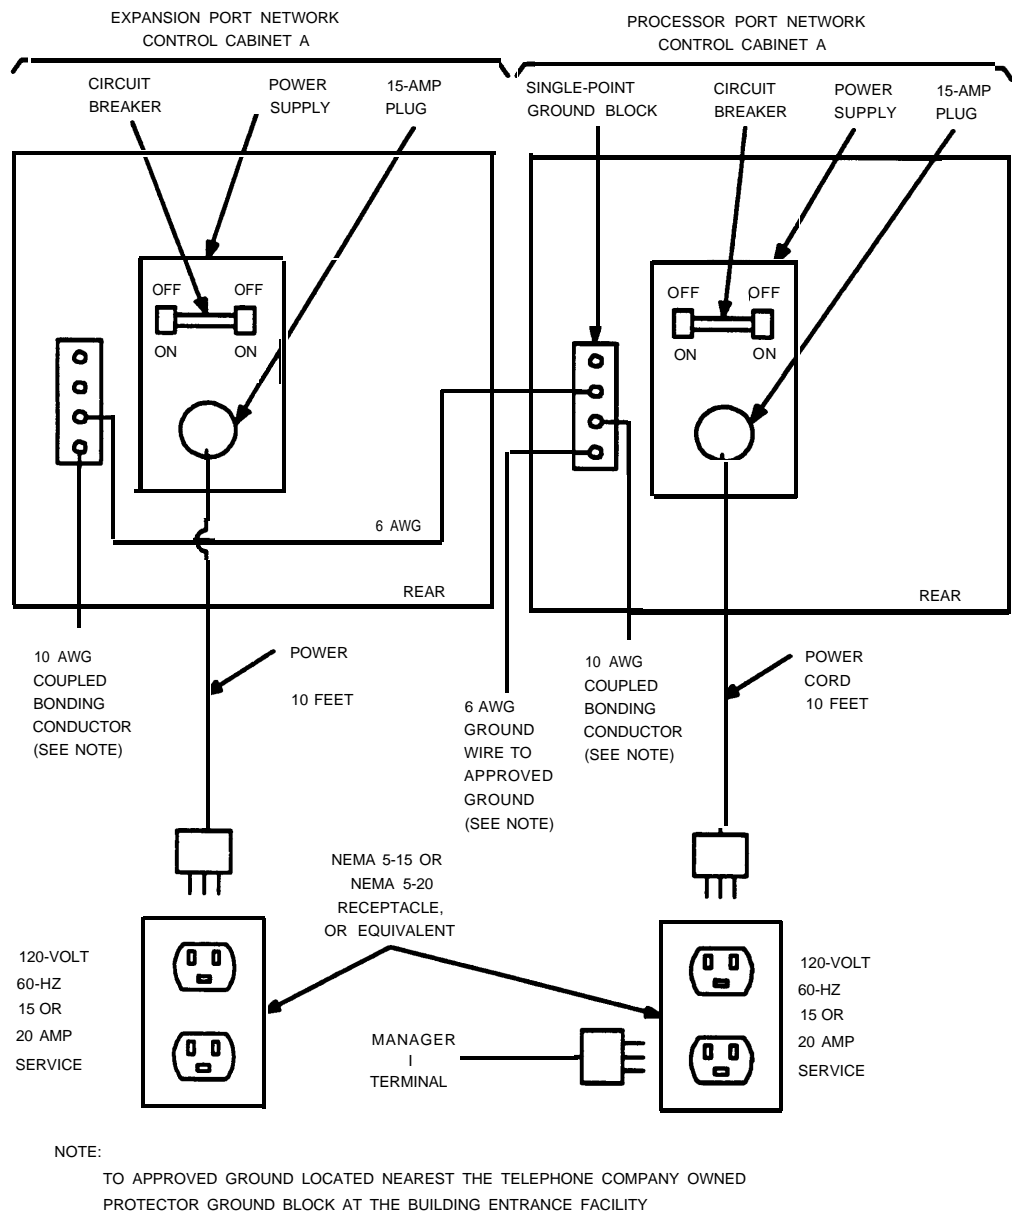 EXPANSION PORT NETWORK
CONTROL CABINET A
PROCESSOR PORT NETWORK
CONTROL CABINET A
CIRCUIT
BREAKER
POWER
SUPPLY
15-AMP
PLUG
SINGLE-POINT
GROUND BLOCK
CIRCUIT
BREAKER
POWER
SUPPLY
15-AMP
PLUG
OFF
OFF
ON
ON
OFF
OFF
ON
ON
6 AWG
REAR
REAR
10 AWG
COUPLED
BONDING
CONDUCTOR
(SEE NOTE)
POWER
10 FEET
6 AWG
GROUND
WIRE TO
APPROVED
GROUND
(SEE NOTE)
10 AWG
COUPLED
BONDING
CONDUCTOR
(SEE NOTE)
POWER
CORD
10 FEET
NEMA 5-15 OR
NEMA 5-20
RECEPTACLE,
OR EQUIVALENT
120-VOLT
60-HZ
15 OR
20 AMP
SERVICE
MANAGER
I
TERMINAL
120-VOLT
60-HZ
15 OR
20 AMP
SERVICE
NOTE:
TO APPROVED GROUND LOCATED NEAREST THE TELEPHONE COMPANY OWNED
PROTECTOR GROUND BLOCK AT THE BUILDING ENTRANCE FACILITY